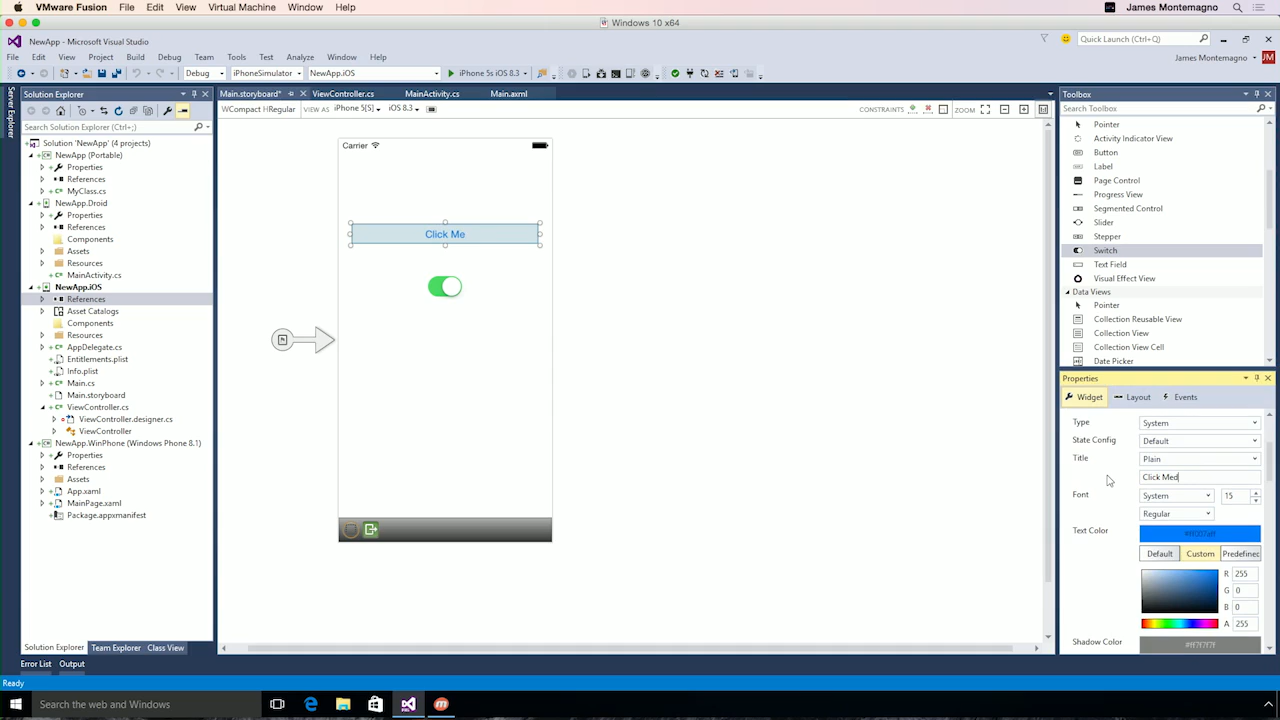 VMware Fusion File Edit View Virtual Machine Window Help James Montemagno
Windows 10 x64
NewApp - Microsoft Visual Studio Quick Launch (Ctrl+Q)
File Edit View Project Build Debug Team Tools Test Analyze Window Help James Montemagno JM
Debug iPhoneSimulator NewApp.iOS iPhone 5s iOS 8.3
Server Explorer
Solution Explorer
Search Solution Explorer (Ctrl+;)
Solution 'NewApp' (4 projects)
NewApp (Portable)
Properties
References
MyClass.cs
NewApp.Droid
Properties
References
Components
Assets
Resources
MainActivity.cs
NewApp.iOS
References
Asset Catalogs
Components
Resources
AppDelegate.cs
Entitlements.plist
Info.plist
Main.cs
Main.storyboard
ViewController.cs
ViewController.designer.cs
ViewController
NewApp.WinPhone (Windows Phone 8.1)
Properties
References
Assets
App.xaml
MainPage.xaml
Package.appxmanifest
Solution Explorer Team Explorer Class View
Main.storyboard* ViewController.cs MainActivity.cs Main.axml
WCompact HRegular VIEW AS iPhone 5[S] iOS 8.3 CONSTRAINTS ZOOM
Carrier
Click Me
Toolbox
Search Toolbox
Pointer
Activity Indicator View
Button
Label
Page Control
Progress View
Segmented Control
Slider
Stepper
Switch
Text Field
Visual Effect View
Data Views
Pointer
Collection Reusable View
Collection View
Collection View Cell
Date Picker
Properties
Widget Layout Events
Type System
State Config Default
Title Plain
Click Med
Font System 15
Regular
Text Color #ff007aff
Default Custom Predefined
R 255
G 0
B 0
A 255
Shadow Color #ff7f7f7f
Error List Output
Ready
Search the web and Windows